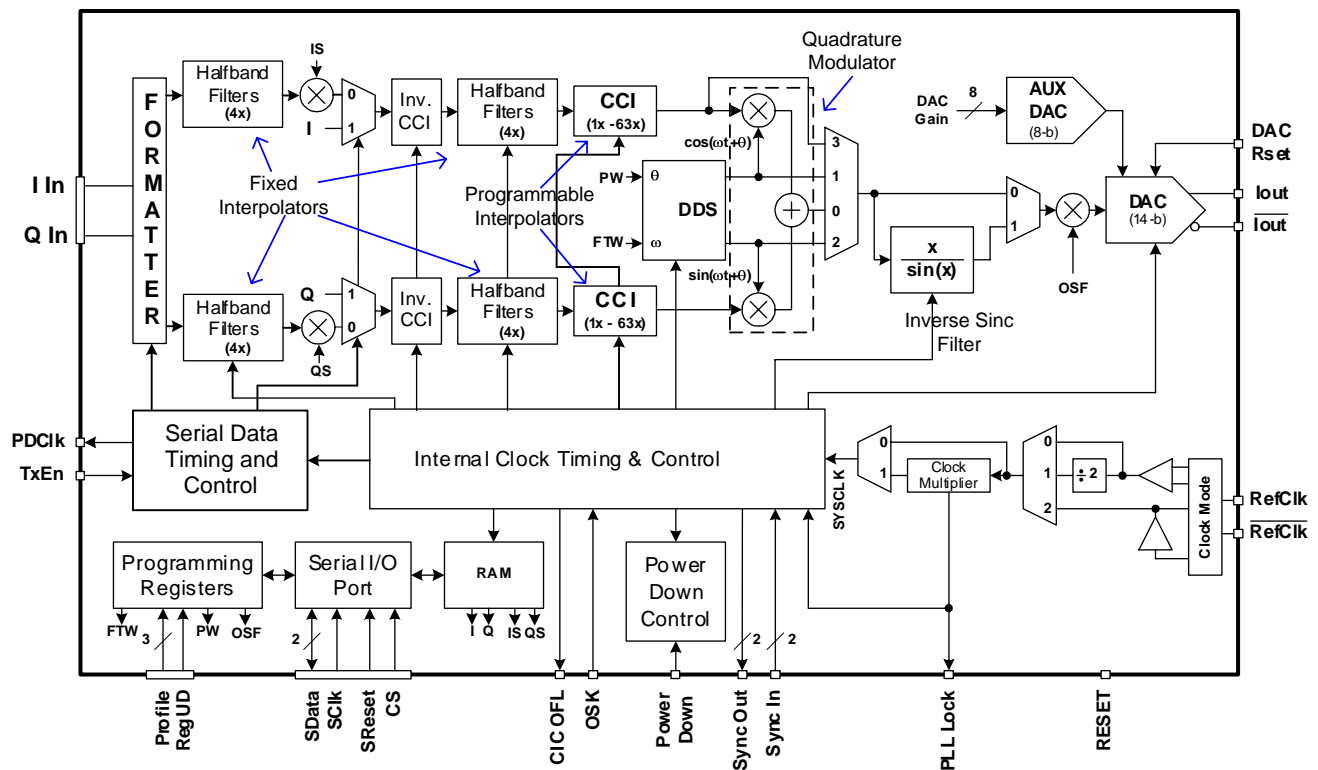 Quadrature
Modulator
IS
Halfband
Filters
(4x)
0
I
1
Inv.
CCI
Halfband
Filters
(4x)
CCI
(1x - 63x)
DAC
Gain
8
AUX
DAC
(8-b)
DAC
Rset
FORMATTER
I In
Q In
Fixed
Interpolators
Programmable
Interpolators
cos(ωt+θ)
PW
θ
DDS
FTW
ω
sin(ωt+θ)
3
1
0
2
0
1
x
sin(x)
Inverse Sinc
Filter
OSF
DAC
(14-b)
Iout
Iout
Halfband
Filters
(4x)
Q
1
0
QS
Inv.
CCI
Halfband
Filters
(4x)
CCI
(1x - 63x)
PDClk
TxEn
Serial Data
Timing and
Control
Internal Clock Timing & Control
SYSCLK
0
1
Clock
Multiplier
0
1
2
÷ 2
Clock Mode
RefClk
RefClk
Programming
Registers
Serial I/O
Port
RAM
Power
Down
Control
FTW
3
PW
OSF
2
I
Q
IS
QS
2
2
Profile
RegUD
SData
SClk
SReset
CS
CIC OFL
OSK
Power
Down
Sync Out
Sync In
PLL Lock
RESET